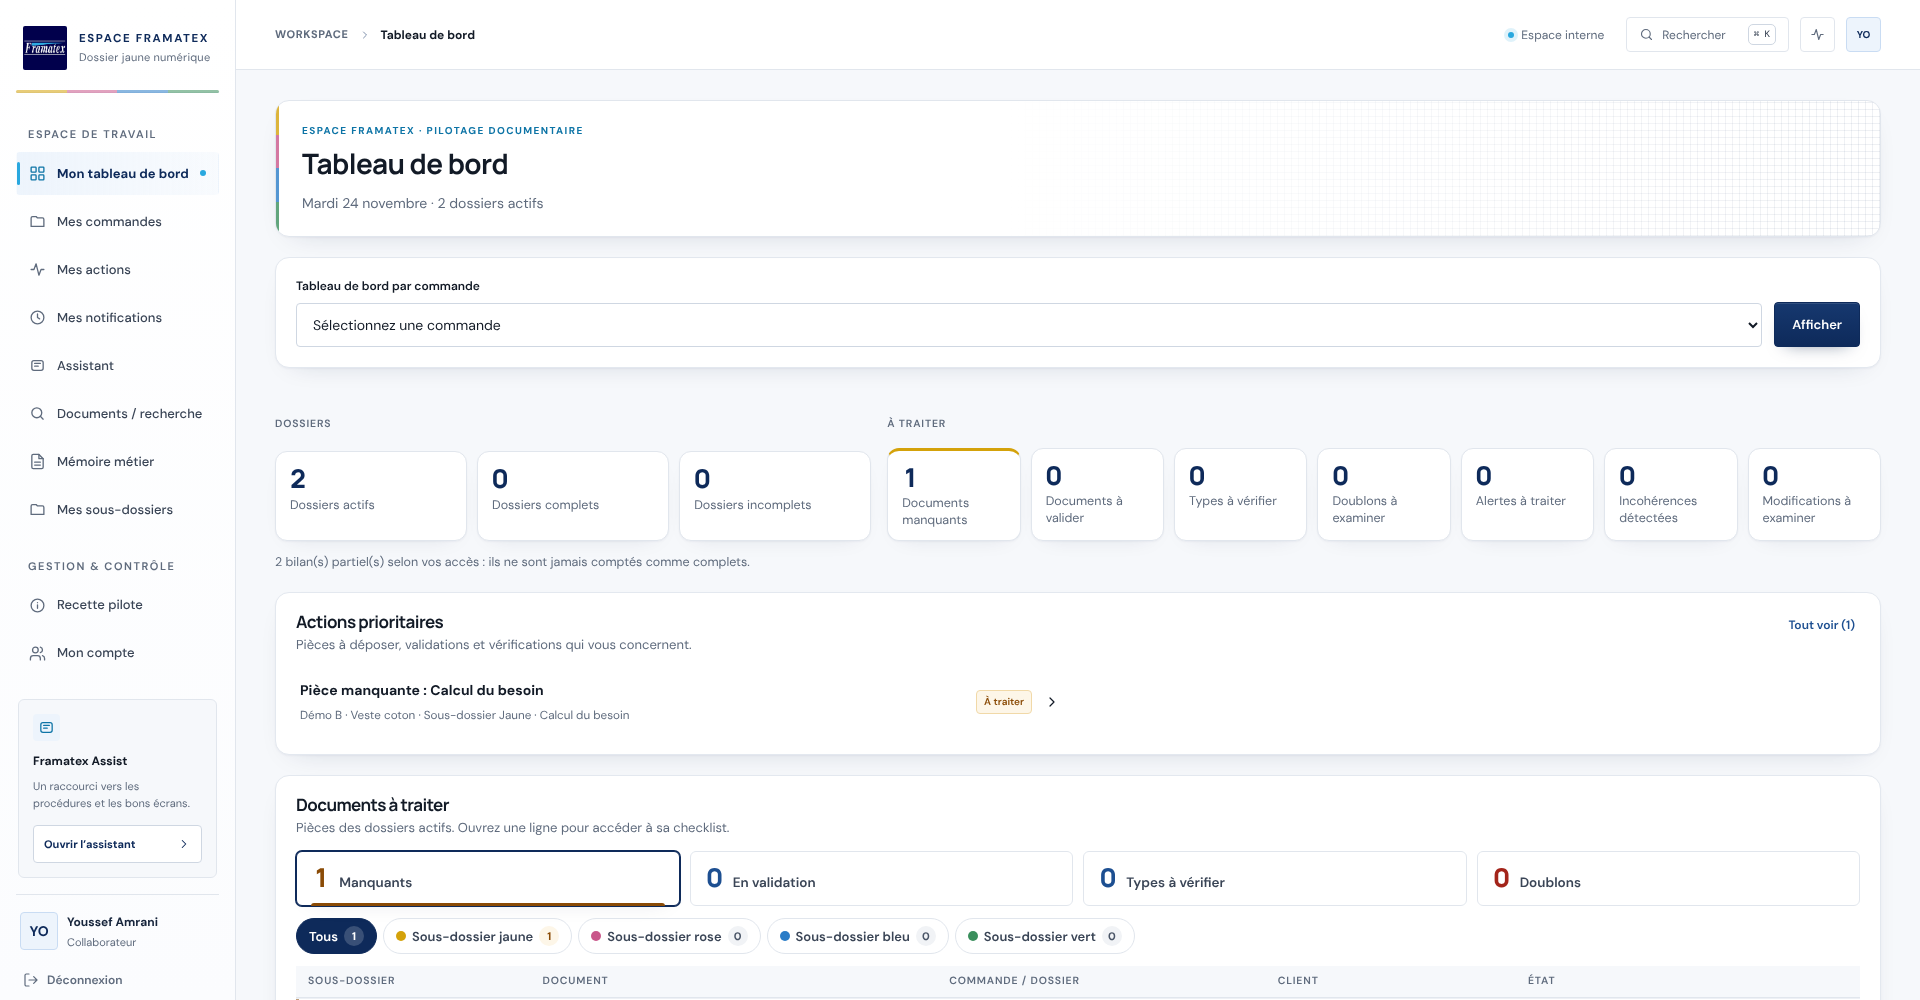 Framatex
ESPACE FRAMATEX
Dossier jaune numérique
ESPACE DE TRAVAIL
Mon tableau de bord
Mes commandes
Mes actions
Mes notifications
Assistant
Documents / recherche
Mémoire métier
Mes sous-dossiers
GESTION & CONTRÔLE
Recette pilote
Mon compte
Framatex Assist
Un raccourci vers les
procédures et les bons écrans.
Ouvrir l’assistant
YO
Youssef Amrani
Collaborateur
Déconnexion
WORKSPACE
Tableau de bord
Espace interne
Rechercher
⌘ K
YO
ESPACE FRAMATEX · PILOTAGE DOCUMENTAIRE
Tableau de bord
Mardi 24 novembre · 2 dossiers actifs
Tableau de bord par commande
Sélectionnez une commande
Afficher
DOSSIERS
2
Dossiers actifs
0
Dossiers complets
0
Dossiers incomplets
À TRAITER
1
Documents
manquants
0
Documents à
valider
0
Types à vérifier
0
Doublons à
examiner
0
Alertes à traiter
0
Incohérences
détectées
0
Modifications à
examiner
2 bilan(s) partiel(s) selon vos accès : ils ne sont jamais comptés comme complets.
Actions prioritaires
Pièces à déposer, validations et vérifications qui vous concernent.
Tout voir (1)
Pièce manquante : Calcul du besoin
Démo B · Veste coton · Sous-dossier Jaune · Calcul du besoin
À traiter
Documents à traiter
Pièces des dossiers actifs. Ouvrez une ligne pour accéder à sa checklist.
1 Manquants
0 En validation
0 Types à vérifier
0 Doublons
Tous 1
Sous-dossier jaune 1
Sous-dossier rose 0
Sous-dossier bleu 0
Sous-dossier vert 0
SOUS-DOSSIER
DOCUMENT
COMMANDE / DOSSIER
CLIENT
ÉTAT